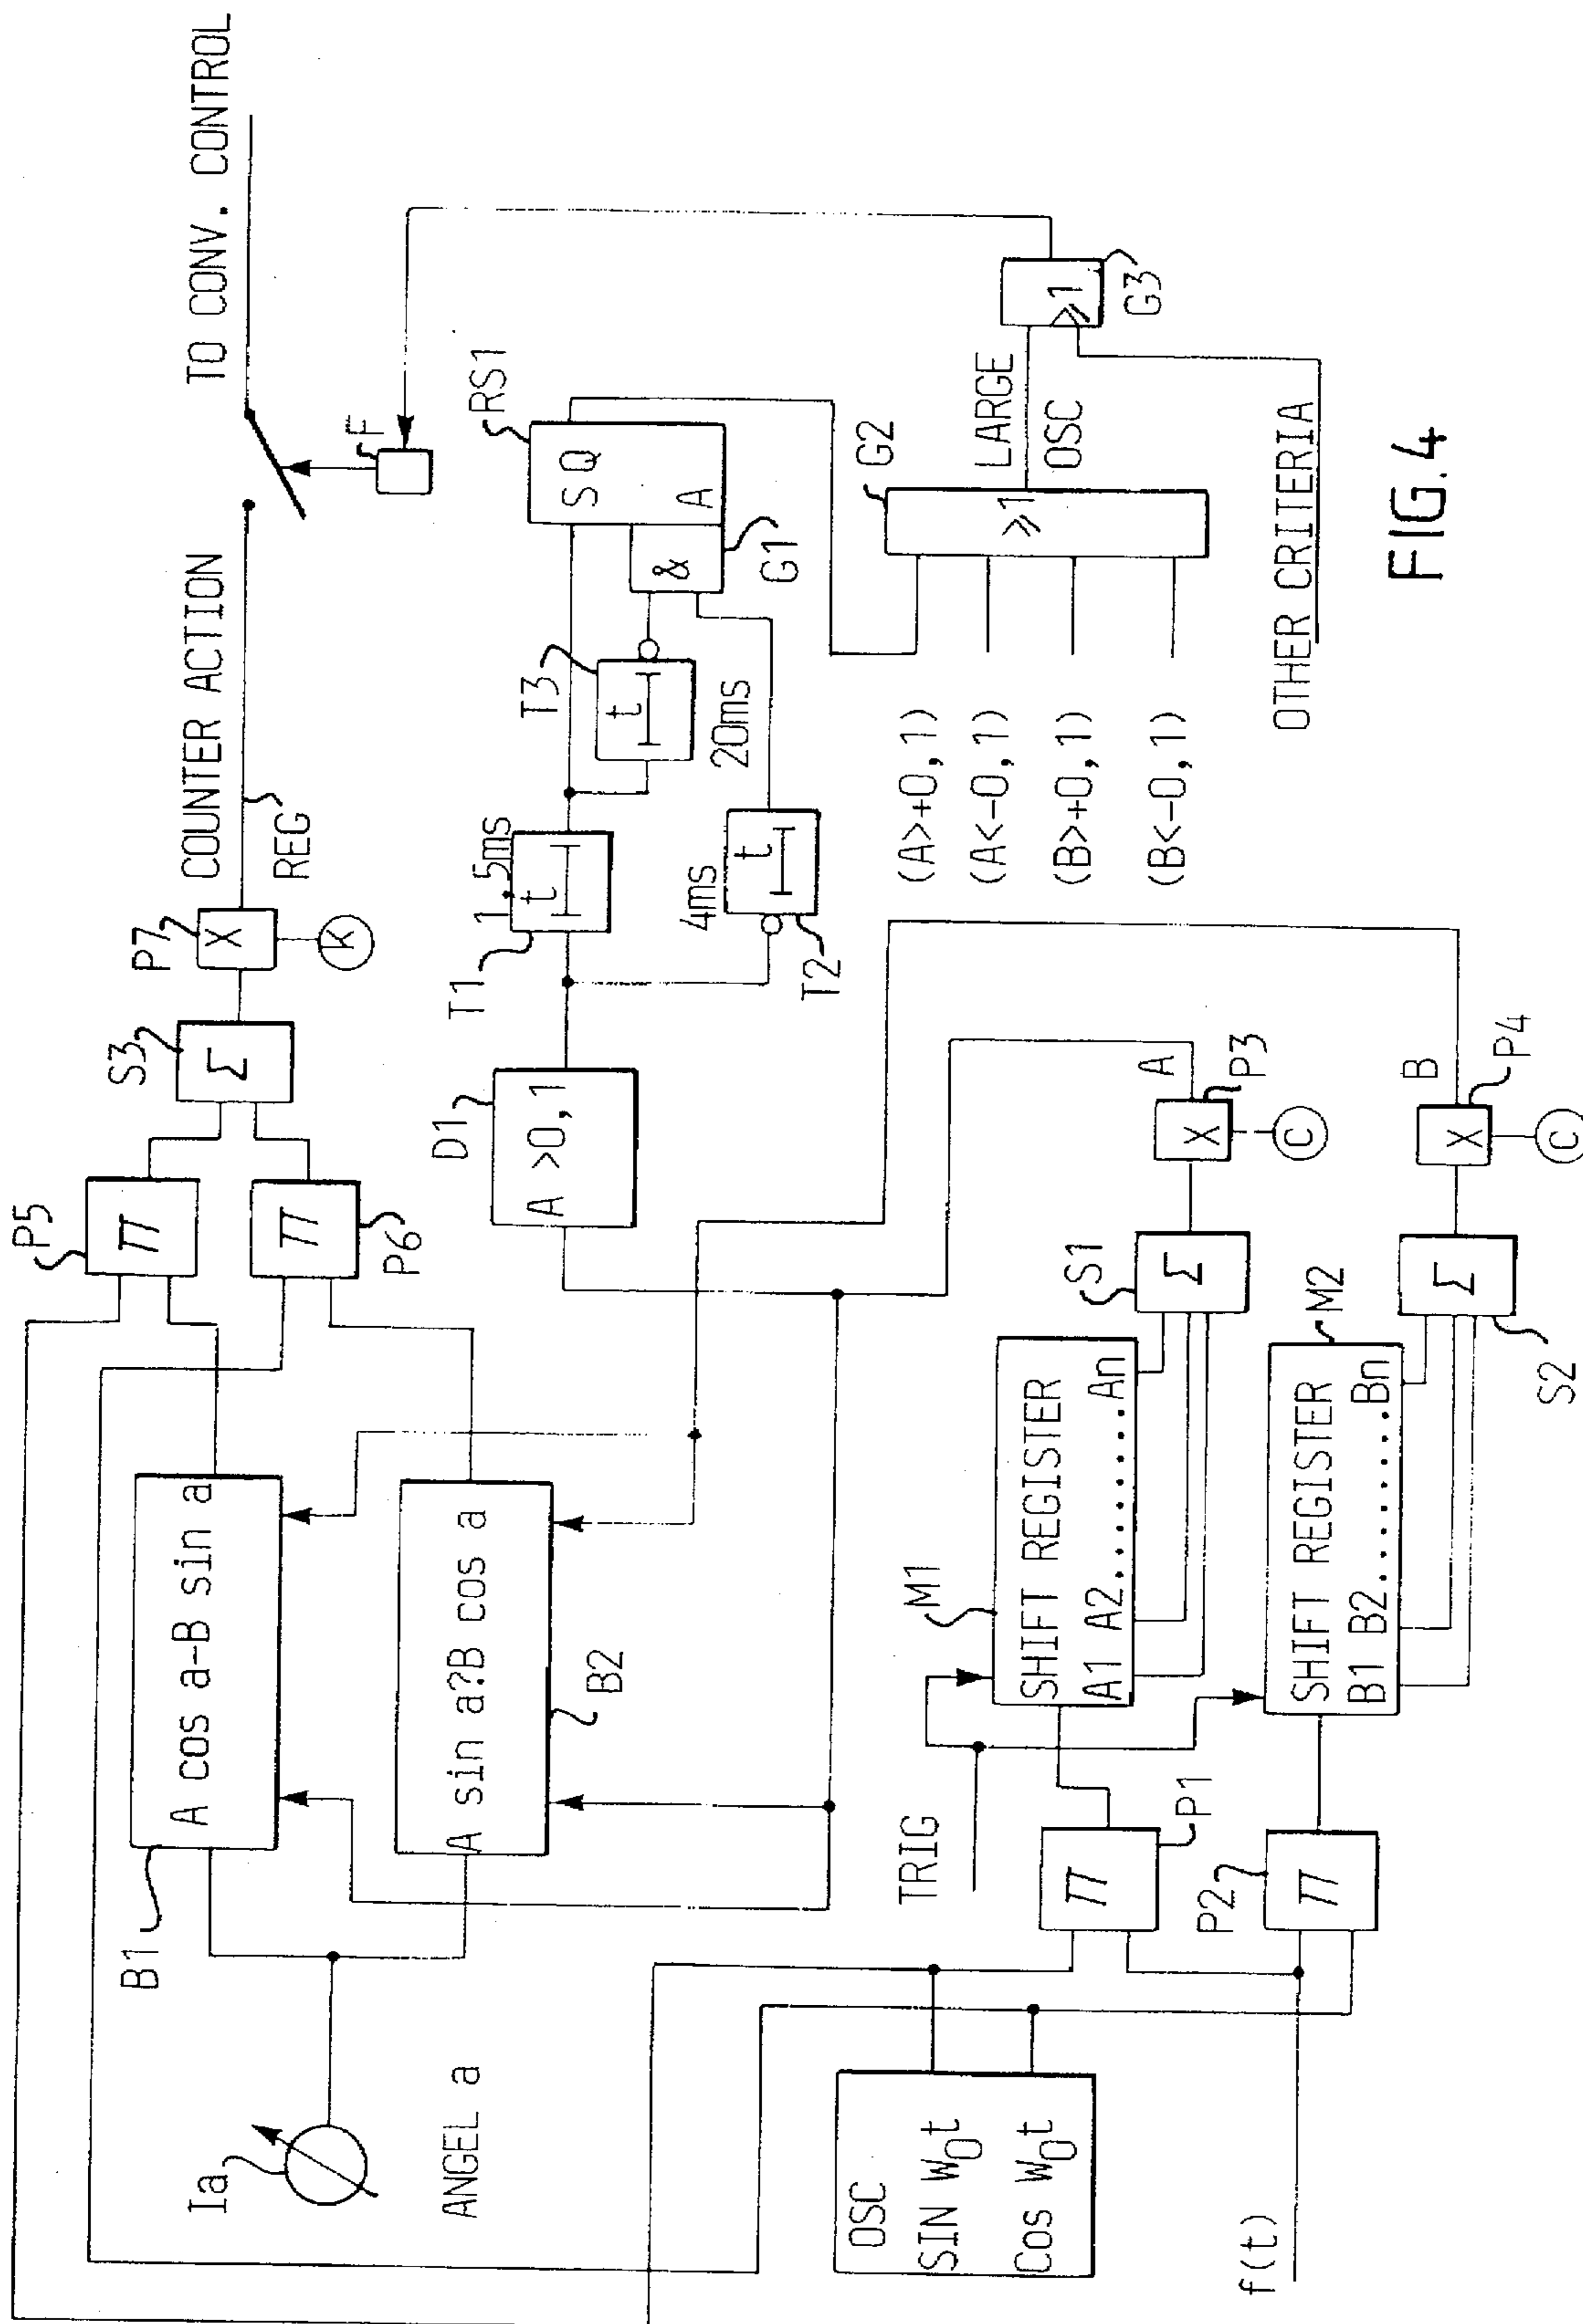 TO CONV. CONTROL
COUNTER ACTION
REG
F
P7
X
K
S3
Σ
P5
π
P6
π
B1
A cos a-B sin a
A sin a?B cos a
B2
Ia
ANGEL a
D1
A >0,1
T1
1.5ms
t
T3
t
20ms
4ms
t
T2
RS1
S Q
A
&
G1
G2
≥1
LARGE
OSC
≥1
G3
(A>+0,1)
(A<-0,1)
(B>+0,1)
(B<-0,1)
OTHER CRITERIA
OSC
SIN W0t
Cos W0t
f(t)
TRIG
π
P1
P2
π
M1
SHIFT REGISTER
A1 A2.........An
S1
Σ
X
P3
C
A
M2
SHIFT REGISTER
B1 B2.........Bn
Σ
S2
X
P4
C
B
FIG.4